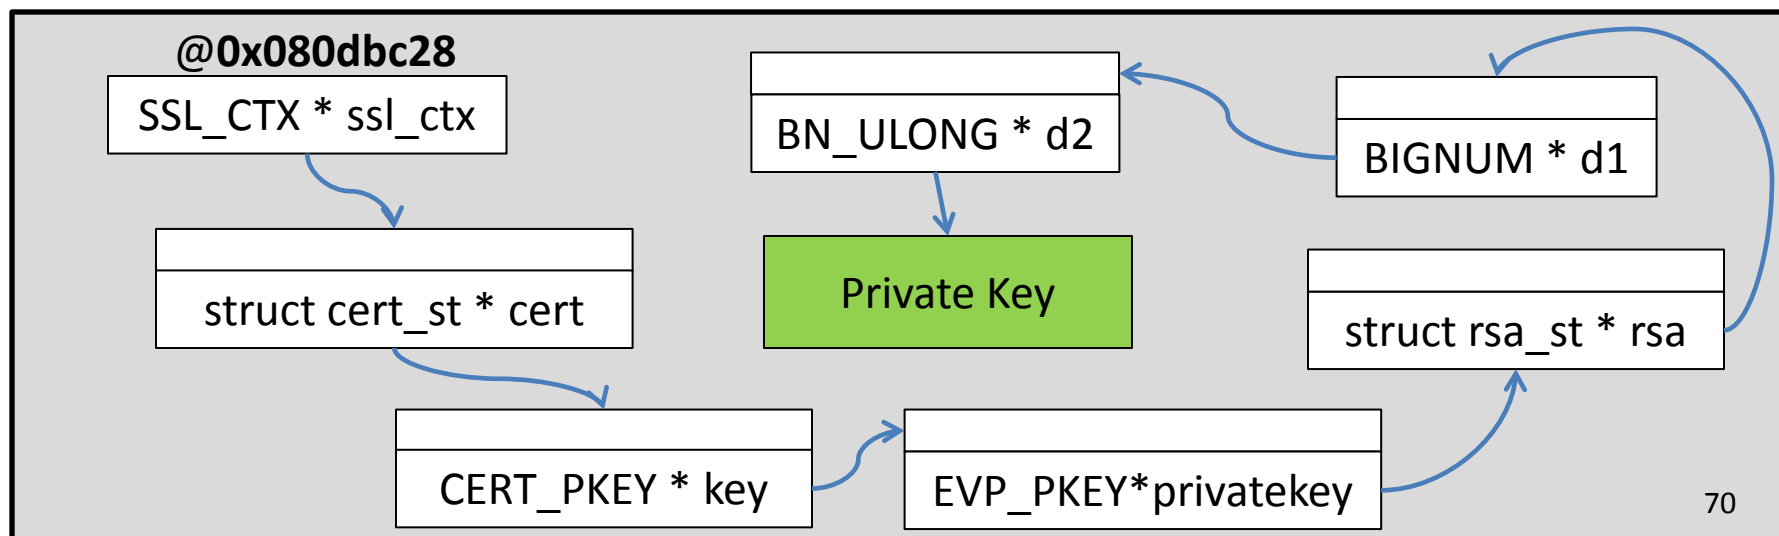 @0x080dbc28
SSL_CTX * ssl_ctx
struct cert_st * cert
CERT_PKEY * key
EVP_PKEY*privatekey
struct rsa_st * rsa
BIGNUM * d1
BN_ULONG * d2
Private Key
70